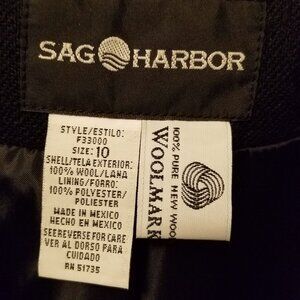 SAG HARBOR
STYLE/ESTILO:
F33000
SIZE: 10
SHELL/TELA EXTERIOR:
100% WOOL/LANA
LINING/FORRO:
100% POLYESTER/
POLIESTER
MADE IN MEXICO
HECHO EN MEXICO
SEE REVERSE FOR CARE
VER AL DORSO PARA
CUIDADO
RN 51735
100% PURE NEW WOO
WOOLMARK